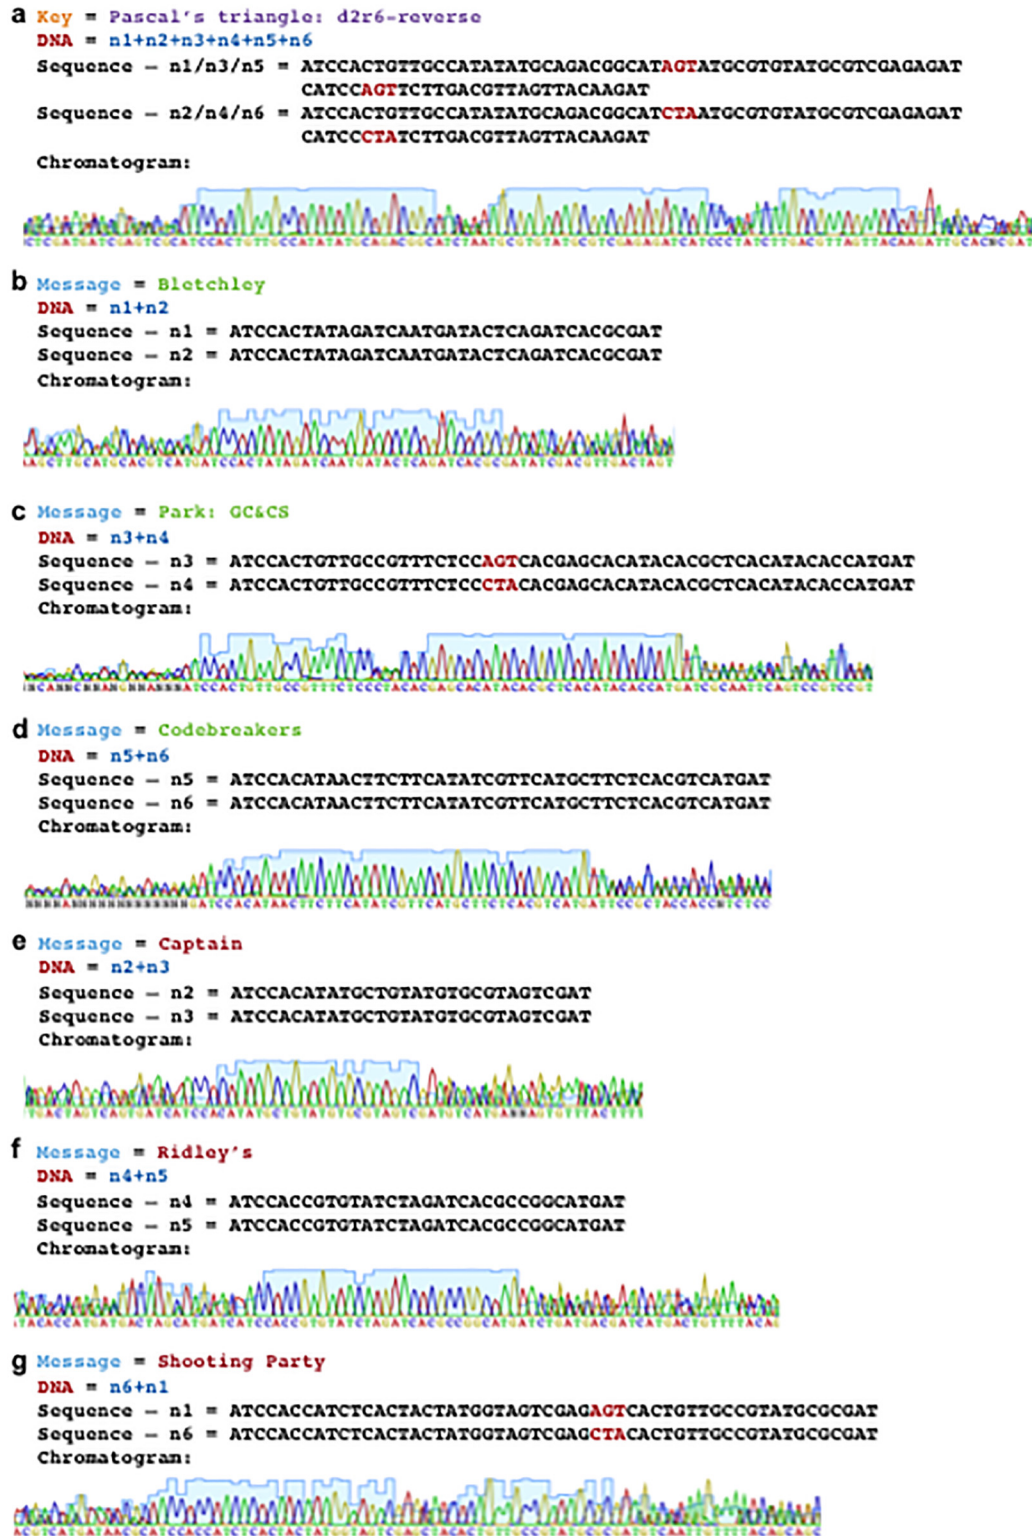 a Key = Pascal's triangle: d2r6-reverse
DNA = n1+n2+n3+n4+n5+n6
Sequence – n1/n3/n5 = ATCCACTGTTGCCATATATGCAGACGGCATAGTATGCGTGTATGCGTCGAGAGAT
CATCCAGTTCTTGACGTTAGTTACAAGAT
Sequence – n2/n4/n6 = ATCCACTGTTGCCATATATGCAGACGGCATCTAATGCGTGTATGCGTCGAGAGAT
CATCCCTATCTTGACGTTAGTTACAAGAT
Chromatogram:
b Message = Bletchley
DNA = n1+n2
Sequence – n1 = ATCCACTATAGATCAATGATACTCAGATCACGCGAT
Sequence – n2 = ATCCACTATAGATCAATGATACTCAGATCACGCGAT
Chromatogram:
c Message = Park: GC&CS
DNA = n3+n4
Sequence – n3 = ATCCACTGTTGCCGTTTCTCCAGTCACGAGCACATACACGCTCACATACACCATGAT
Sequence – n4 = ATCCACTGTTGCCGTTTCTCCCTACACGAGCACATACACGCTCACATACACCATGAT
Chromatogram:
d Message = Codebreakers
DNA = n5+n6
Sequence – n5 = ATCCACATAACTTCTTCATATCGTTCATGCTTCTCACGTCATGAT
Sequence – n6 = ATCCACATAACTTCTTCATATCGTTCATGCTTCTCACGTCATGAT
Chromatogram:
e Message = Captain
DNA = n2+n3
Sequence – n2 = ATCCACATATGCTGTATGTGCGTAGTCGAT
Sequence – n3 = ATCCACATATGCTGTATGTGCGTAGTCGAT
Chromatogram:
f Message = Ridley's
DNA = n4+n5
Sequence – n4 = ATCCACCGTGTATCTAGATCACGCCGGCATGAT
Sequence – n5 = ATCCACCGTGTATCTAGATCACGCCGGCATGAT
Chromatogram:
g Message = Shooting Party
DNA = n6+n1
Sequence – n1 = ATCCACCATCTCACTACTATGGTAGTCGAGAGTCACTGTTGCCGTATGCGCGAT
Sequence – n6 = ATCCACCATCTCACTACTATGGTAGTCGAGCTACACTGTTGCCGTATGCGCGAT
Chromatogram: